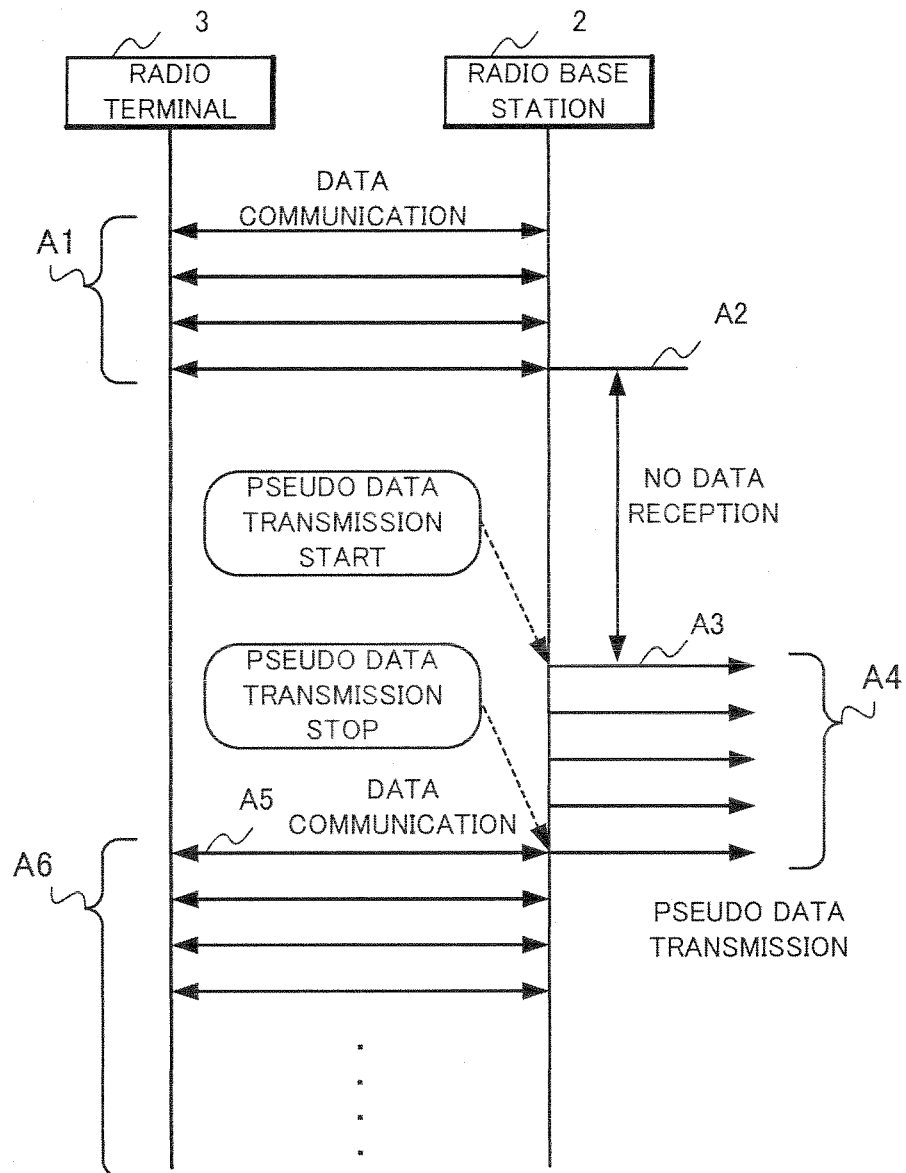 3
2
RADIO
TERMINAL
RADIO BASE
STATION
DATA
COMMUNICATION
A1
A2
NO DATA
RECEPTION
PSEUDO DATA
TRANSMISSION
START
A3
PSEUDO DATA
TRANSMISSION
STOP
A4
A5
DATA
COMMUNICATION
A6
PSEUDO DATA
TRANSMISSION